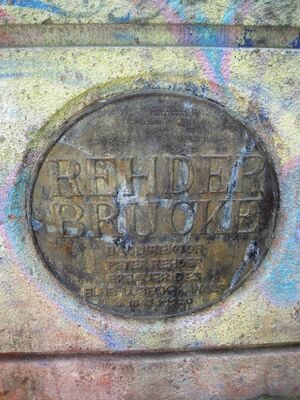 REHDER
BRÜCKE
BAUDIREKTOR
PETER REHDER
ERBAUER DES
ELBE-LÜBECK-KANALS